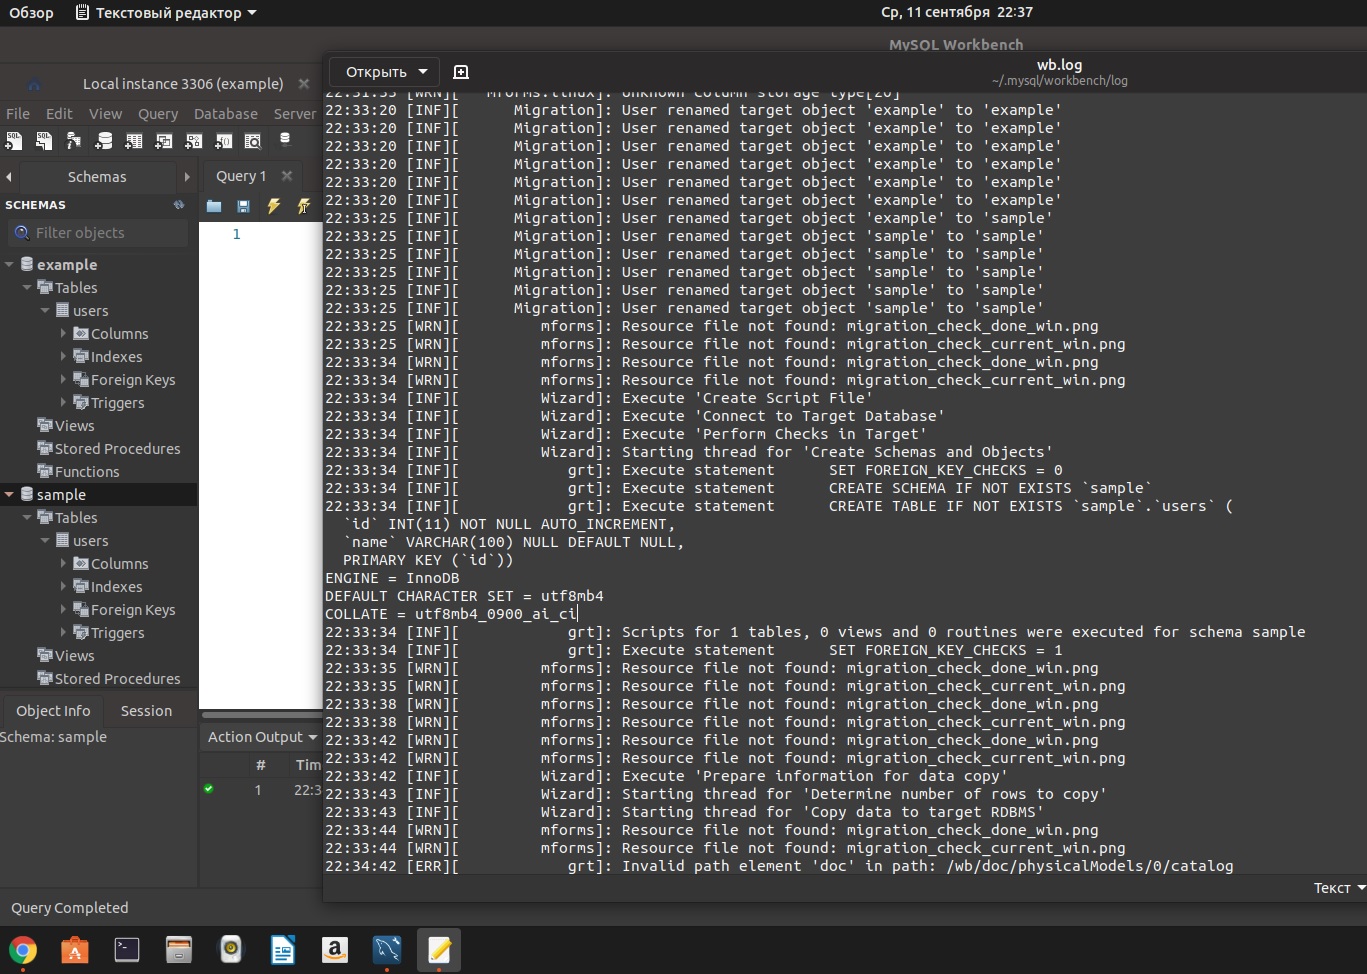 Обзор
Текстовый редактор
Ср, 11 сентября 22:37
MySQL Workbench
Local instance 3306 (example)
File Edit View Query Database Server
Schemas
SCHEMAS
Filter objects
example
Tables
users
Columns
Indexes
Foreign Keys
Triggers
Views
Stored Procedures
Functions
sample
Tables
users
Columns
Indexes
Foreign Keys
Triggers
Views
Stored Procedures
Object Info Session
Schema: sample
Query 1
1
Action Output
# Tim
1 22:3
Query Completed
Открыть
wb.log
~/.mysql/workbench/log
22:31:35 [WRN][ mforms.linux]: Unknown column storage type[20]
22:33:20 [INF][ Migration]: User renamed target object 'example' to 'example'
22:33:20 [INF][ Migration]: User renamed target object 'example' to 'example'
22:33:20 [INF][ Migration]: User renamed target object 'example' to 'example'
22:33:20 [INF][ Migration]: User renamed target object 'example' to 'example'
22:33:20 [INF][ Migration]: User renamed target object 'example' to 'example'
22:33:20 [INF][ Migration]: User renamed target object 'example' to 'example'
22:33:25 [INF][ Migration]: User renamed target object 'example' to 'sample'
22:33:25 [INF][ Migration]: User renamed target object 'sample' to 'sample'
22:33:25 [INF][ Migration]: User renamed target object 'sample' to 'sample'
22:33:25 [INF][ Migration]: User renamed target object 'sample' to 'sample'
22:33:25 [INF][ Migration]: User renamed target object 'sample' to 'sample'
22:33:25 [INF][ Migration]: User renamed target object 'sample' to 'sample'
22:33:25 [WRN][ mforms]: Resource file not found: migration_check_done_win.png
22:33:25 [WRN][ mforms]: Resource file not found: migration_check_current_win.png
22:33:34 [WRN][ mforms]: Resource file not found: migration_check_done_win.png
22:33:34 [WRN][ mforms]: Resource file not found: migration_check_current_win.png
22:33:34 [INF][ Wizard]: Execute 'Create Script File'
22:33:34 [INF][ Wizard]: Execute 'Connect to Target Database'
22:33:34 [INF][ Wizard]: Execute 'Perform Checks in Target'
22:33:34 [INF][ Wizard]: Starting thread for 'Create Schemas and Objects'
22:33:34 [INF][ grt]: Execute statement SET FOREIGN_KEY_CHECKS = 0
22:33:34 [INF][ grt]: Execute statement CREATE SCHEMA IF NOT EXISTS `sample`
22:33:34 [INF][ grt]: Execute statement CREATE TABLE IF NOT EXISTS `sample`.`users` (
`id` INT(11) NOT NULL AUTO_INCREMENT,
`name` VARCHAR(100) NULL DEFAULT NULL,
PRIMARY KEY (`id`))
ENGINE = InnoDB
DEFAULT CHARACTER SET = utf8mb4
COLLATE = utf8mb4_0900_ai_ci
22:33:34 [INF][ grt]: Scripts for 1 tables, 0 views and 0 routines were executed for schema sample
22:33:34 [INF][ grt]: Execute statement SET FOREIGN_KEY_CHECKS = 1
22:33:35 [WRN][ mforms]: Resource file not found: migration_check_done_win.png
22:33:35 [WRN][ mforms]: Resource file not found: migration_check_current_win.png
22:33:38 [WRN][ mforms]: Resource file not found: migration_check_done_win.png
22:33:38 [WRN][ mforms]: Resource file not found: migration_check_current_win.png
22:33:42 [WRN][ mforms]: Resource file not found: migration_check_done_win.png
22:33:42 [WRN][ mforms]: Resource file not found: migration_check_current_win.png
22:33:42 [INF][ Wizard]: Execute 'Prepare information for data copy'
22:33:43 [INF][ Wizard]: Starting thread for 'Determine number of rows to copy'
22:33:43 [INF][ Wizard]: Starting thread for 'Copy data to target RDBMS'
22:33:44 [WRN][ mforms]: Resource file not found: migration_check_done_win.png
22:33:44 [WRN][ mforms]: Resource file not found: migration_check_current_win.png
22:34:42 [ERR][ grt]: Invalid path element 'doc' in path: /wb/doc/physicalModels/0/catalog
Текст